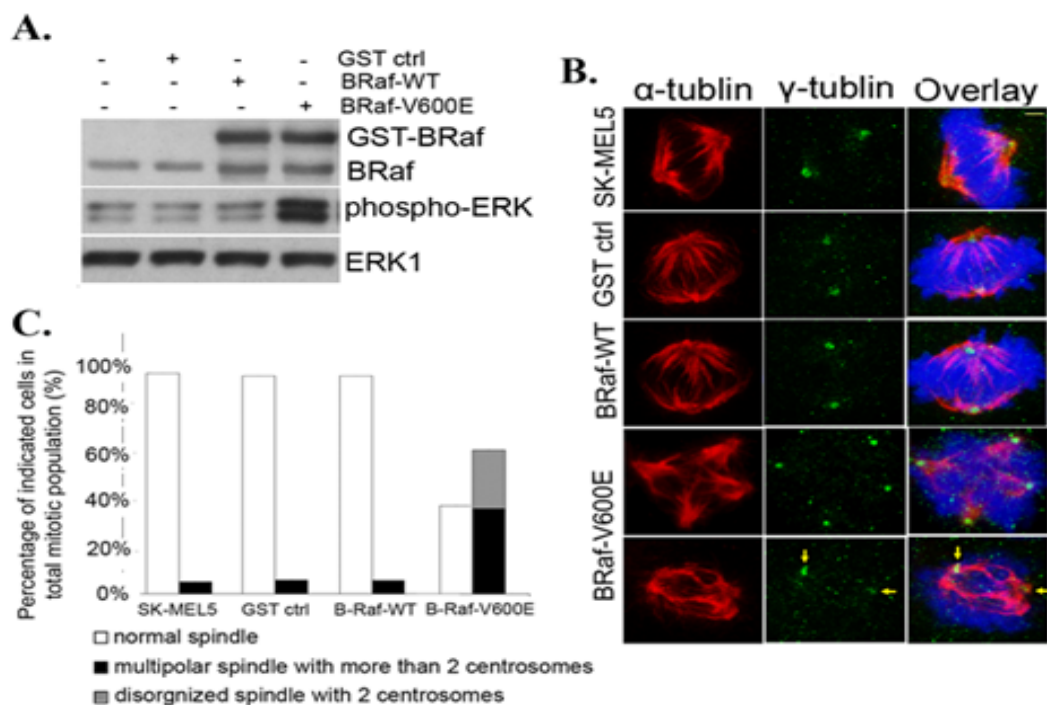 A.
- + - - GST ctrl
- - + - BRaf-WT
- - - + BRaf-V600E
GST-BRaf
BRaf
phospho-ERK
ERK1
B.
α-tublin γ-tublin Overlay
SK-MEL5
GST ctrl
BRaf-WT
BRaf-V600E
C.
Percentage of indicated cells in
total mitotic population (%)
100%
80%
60%
40%
20%
0%
SK-MEL5 GST ctrl B-Raf-WT B-Raf-V600E
normal spindle
multipolar spindle with more than 2 centrosomes
disorgnized spindle with 2 centrosomes